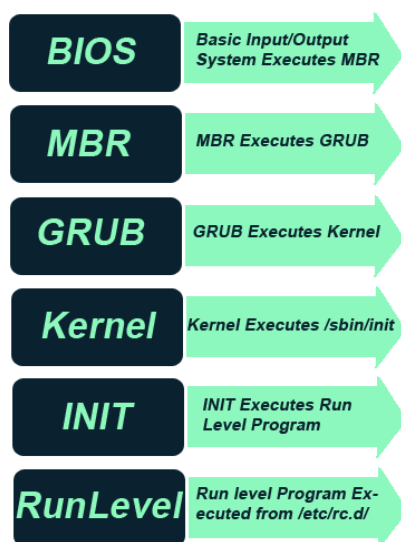 BIOS
Basic Input/Output
System Executes MBR
MBR
MBR Executes GRUB
GRUB
GRUB Executes Kernel
Kernel
Kernel Executes /sbin/init
INIT
INIT Executes Run
Level Program
RunLevel
Run level Program Ex-
ecuted from /etc/rc.d/